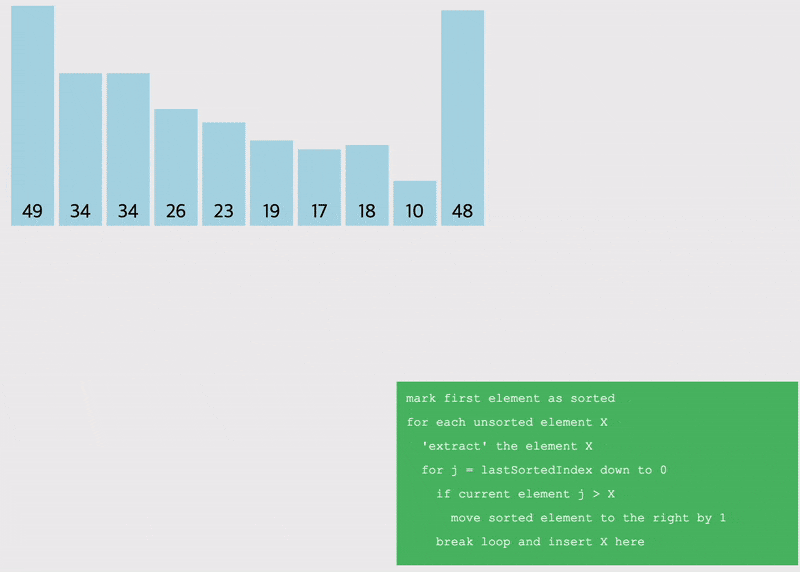 49 34 34 26 23 19 17 18 10 48
mark first element as sorted
for each unsorted element X
'extract' the element X
for j = lastSortedIndex down to 0
if current element j > X
move sorted element to the right by 1
break loop and insert X here